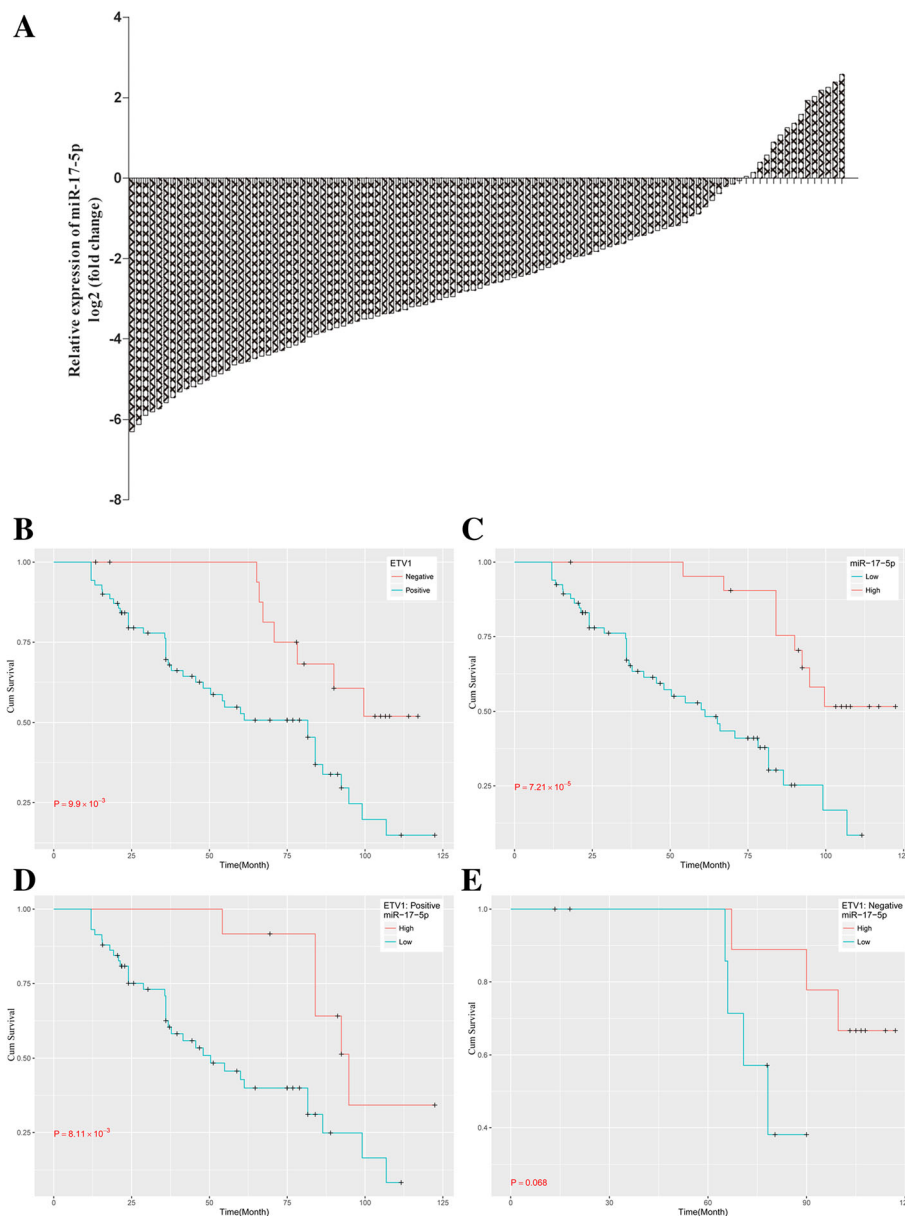 A
4
2
0
-2
-4
-6
-8
Relative expression of miR-17-5p
log2 (fold change)
B
1.00
0.75
0.50
0.25
Cum Survival
ETV1
Negative
Positive
P = 9.9 × 10⁻³
0 25 50 75 100 125
Time(Month)
C
1.00
0.75
0.50
0.25
Cum Survival
miR−17−5p
Low
High
P = 7.21 × 10⁻⁵
0 25 50 75 100 125
Time(Month)
D
1.00
0.75
0.50
0.25
Cum Survival
ETV1: Positive
miR−17−5p
High
Low
P = 8.11 × 10⁻³
0 25 50 75 100 125
Time(Month)
E
1.0
0.8
0.6
0.4
Cum Survival
ETV1: Negative
miR−17−5p
High
Low
P = 0.068
0 30 60 90 120
Time(Month)